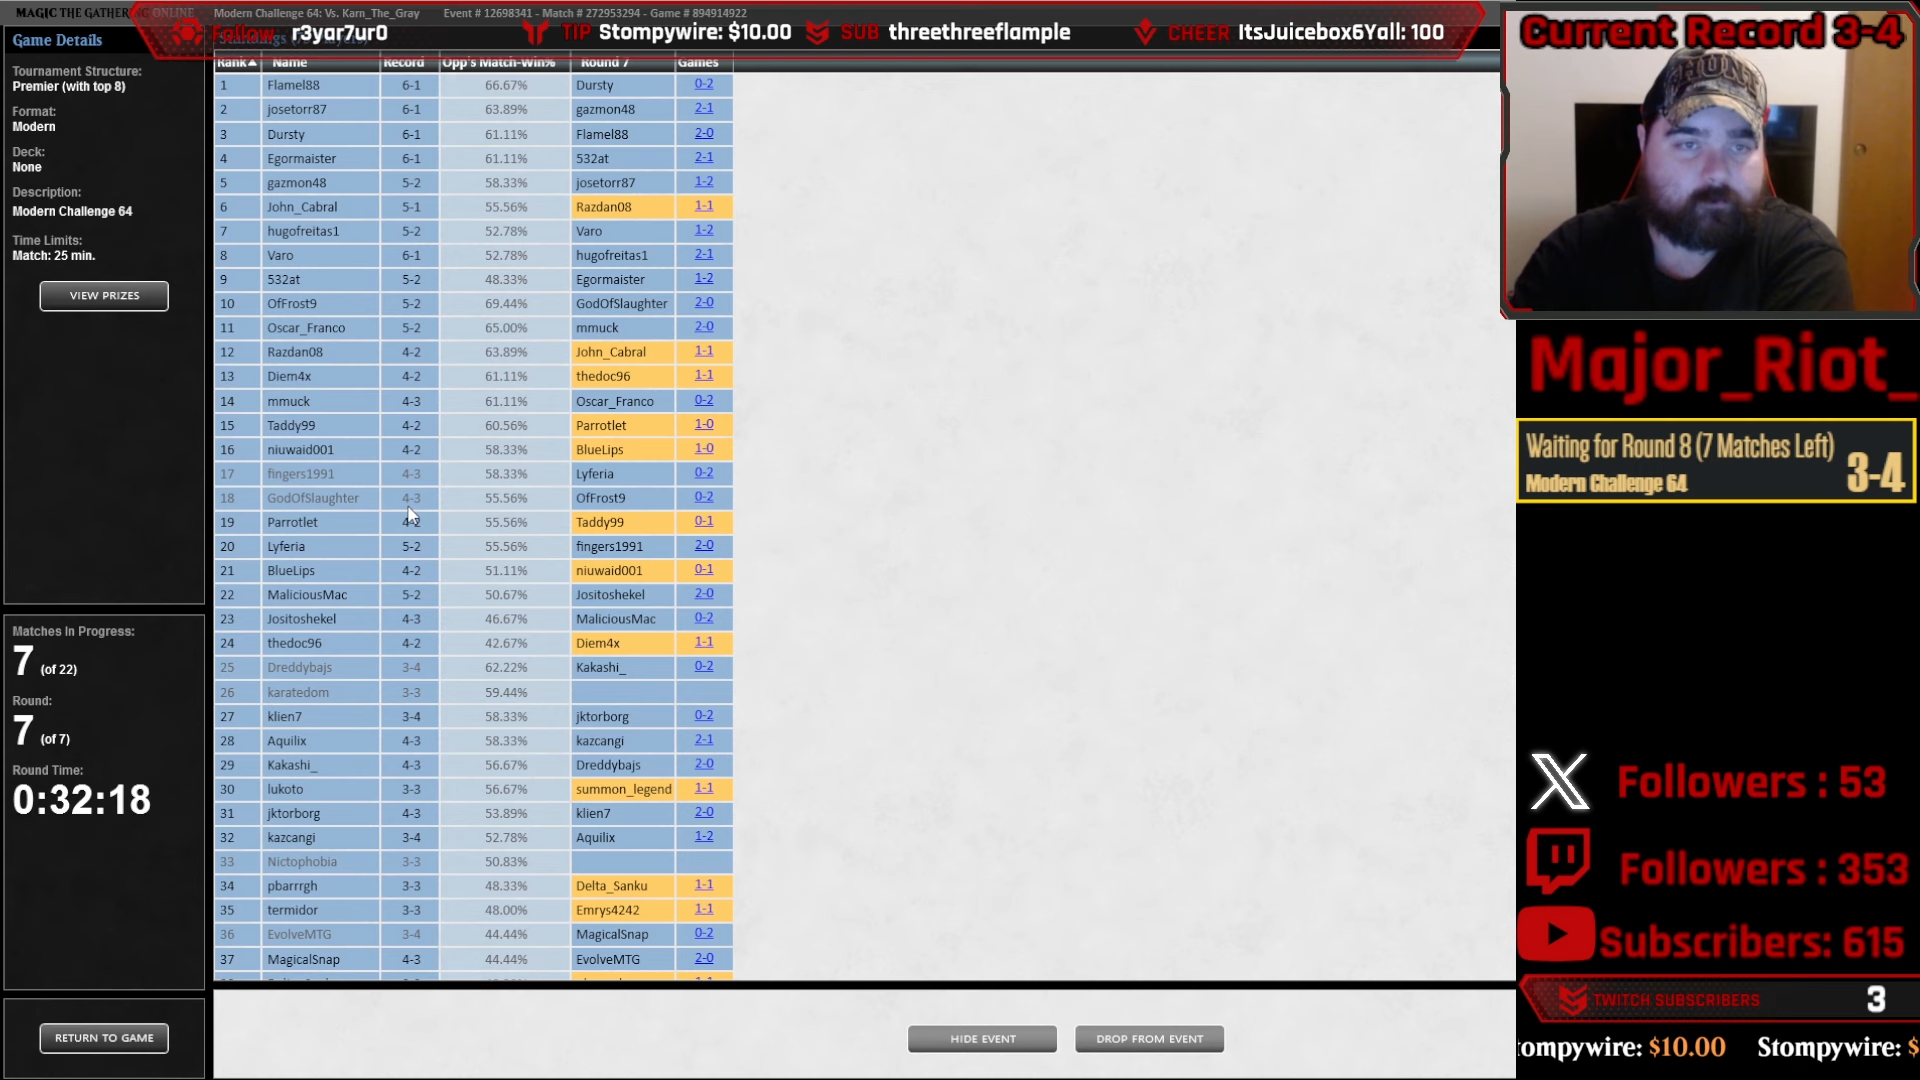 MAGIC THE GATHERING ONLINE
Modern Challenge 64: Vs. Karn_The_Gray
Event # 12698341 - Match # 272953294 - Game # 894914922
Follow r3yar7ur0
TIP Stompywire: $10.00
SUB threethreeflample
CHEER ItsJuicebox6Yall: 100
Current Record 3-4
Game Details
Tournament Structure:
Premier (with top 8)
Format:
Modern
Deck:
None
Description:
Modern Challenge 64
Time Limits:
Match: 25 min.
VIEW PRIZES
Matches In Progress:
7 (of 22)
Round:
7 (of 7)
Round Time:
0:32:18
RETURN TO GAME
Rank Name Record Opp's Match-Win% Round 7 Games
1 Flamel88 6-1 66.67% Dursty 0-2
2 josetorr87 6-1 63.89% gazmon48 2-1
3 Dursty 6-1 61.11% Flamel88 2-0
4 Egormaister 6-1 61.11% 532at 2-1
5 gazmon48 5-2 58.33% josetorr87 1-2
6 John_Cabral 5-1 55.56% Razdan08 1-1
7 hugofreitas1 5-2 52.78% Varo 1-2
8 Varo 6-1 52.78% hugofreitas1 2-1
9 532at 5-2 48.33% Egormaister 1-2
10 OfFrost9 5-2 69.44% GodOfSlaughter 2-0
11 Oscar_Franco 5-2 65.00% mmuck 2-0
12 Razdan08 4-2 63.89% John_Cabral 1-1
13 Diem4x 4-2 61.11% thedoc96 1-1
14 mmuck 4-3 61.11% Oscar_Franco 0-2
15 Taddy99 4-2 60.56% Parrotlet 1-0
16 niuwaid001 4-2 58.33% BlueLips 1-0
17 fingers1991 4-3 58.33% Lyferia 0-2
18 GodOfSlaughter 4-3 55.56% OfFrost9 0-2
19 Parrotlet 4-2 55.56% Taddy99 0-1
20 Lyferia 5-2 55.56% fingers1991 2-0
21 BlueLips 4-2 51.11% niuwaid001 0-1
22 MaliciousMac 5-2 50.67% Jositoshekel 2-0
23 Jositoshekel 4-3 46.67% MaliciousMac 0-2
24 thedoc96 4-2 42.67% Diem4x 1-1
25 Dreddybajs 3-4 62.22% Kakashi_ 0-2
26 karatedom 3-3 59.44%
27 klien7 3-4 58.33% jktorborg 0-2
28 Aquilix 4-3 58.33% kazcangi 2-1
29 Kakashi_ 4-3 56.67% Dreddybajs 2-0
30 lukoto 3-3 56.67% summon_legend 1-1
31 jktorborg 4-3 53.89% klien7 2-0
32 kazcangi 3-4 52.78% Aquilix 1-2
33 Nictophobia 3-3 50.83%
34 pbarrrgh 3-3 48.33% Delta_Sanku 1-1
35 termidor 3-3 48.00% Emrys4242 1-1
36 EvolveMTG 3-4 44.44% MagicalSnap 0-2
37 MagicalSnap 4-3 44.44% EvolveMTG 2-0
HIDE EVENT
DROP FROM EVENT
HUNT
Major_Riot_
Waiting for Round 8 (7 Matches Left)
Modern Challenge 64
3-4
Followers : 53
Followers : 353
Subscribers: 615
TWITCH SUBSCRIBERS 3
ompywire: $10.00 Stompywire: $